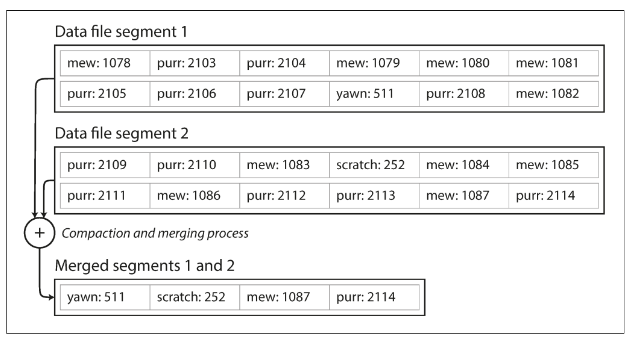 Data file segment 1
mew: 1078 purr: 2103 purr: 2104 mew: 1079 mew: 1080 mew: 1081
purr: 2105 purr: 2106 purr: 2107 yawn: 511 purr: 2108 mew: 1082
Data file segment 2
purr: 2109 purr: 2110 mew: 1083 scratch: 252 mew: 1084 mew: 1085
purr: 2111 mew: 1086 purr: 2112 purr: 2113 mew: 1087 purr: 2114
+ Compaction and merging process
Merged segments 1 and 2
yawn: 511 scratch: 252 mew: 1087 purr: 2114